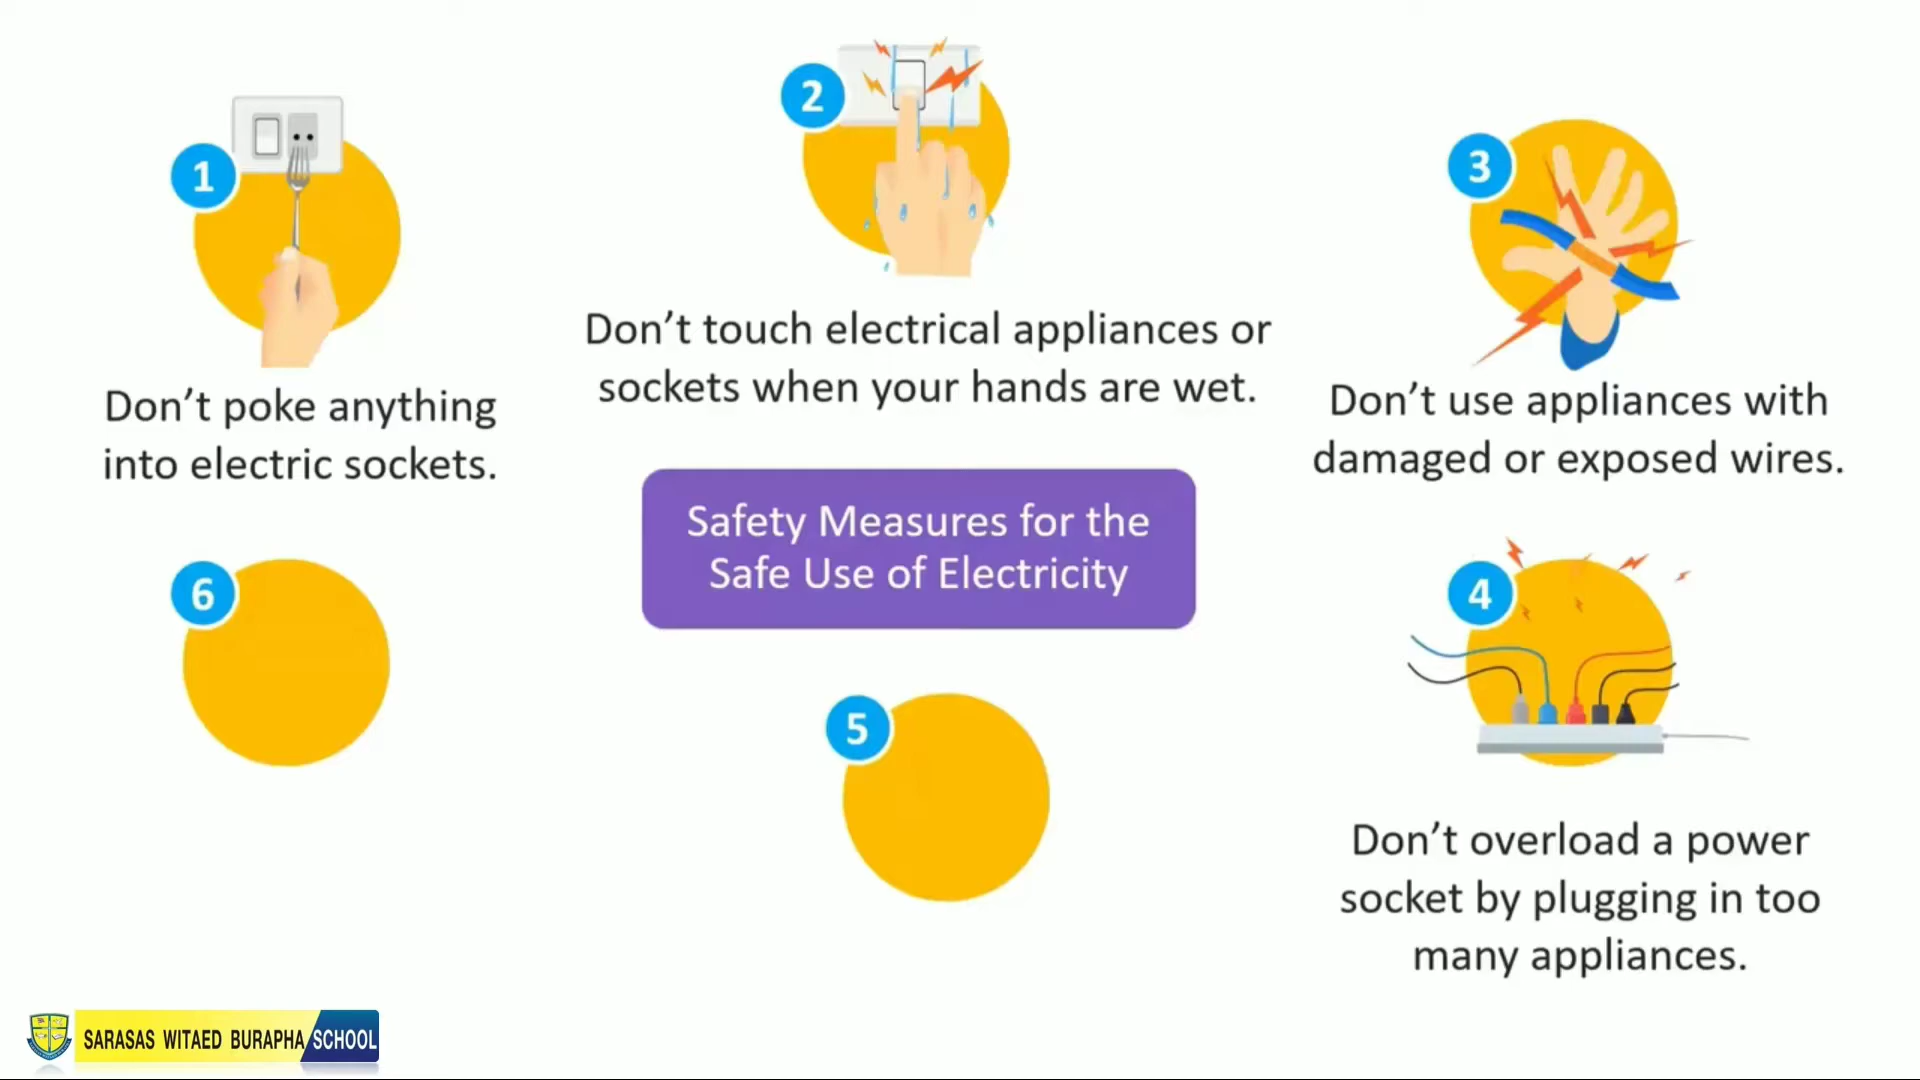 1
Don’t poke anything
into electric sockets.
2
Don’t touch electrical appliances or
sockets when your hands are wet.
3
Don’t use appliances with
damaged or exposed wires.
Safety Measures for the
Safe Use of Electricity
4
Don’t overload a power
socket by plugging in too
many appliances.
5
6
SARASAS WITAED BURAPHA SCHOOL